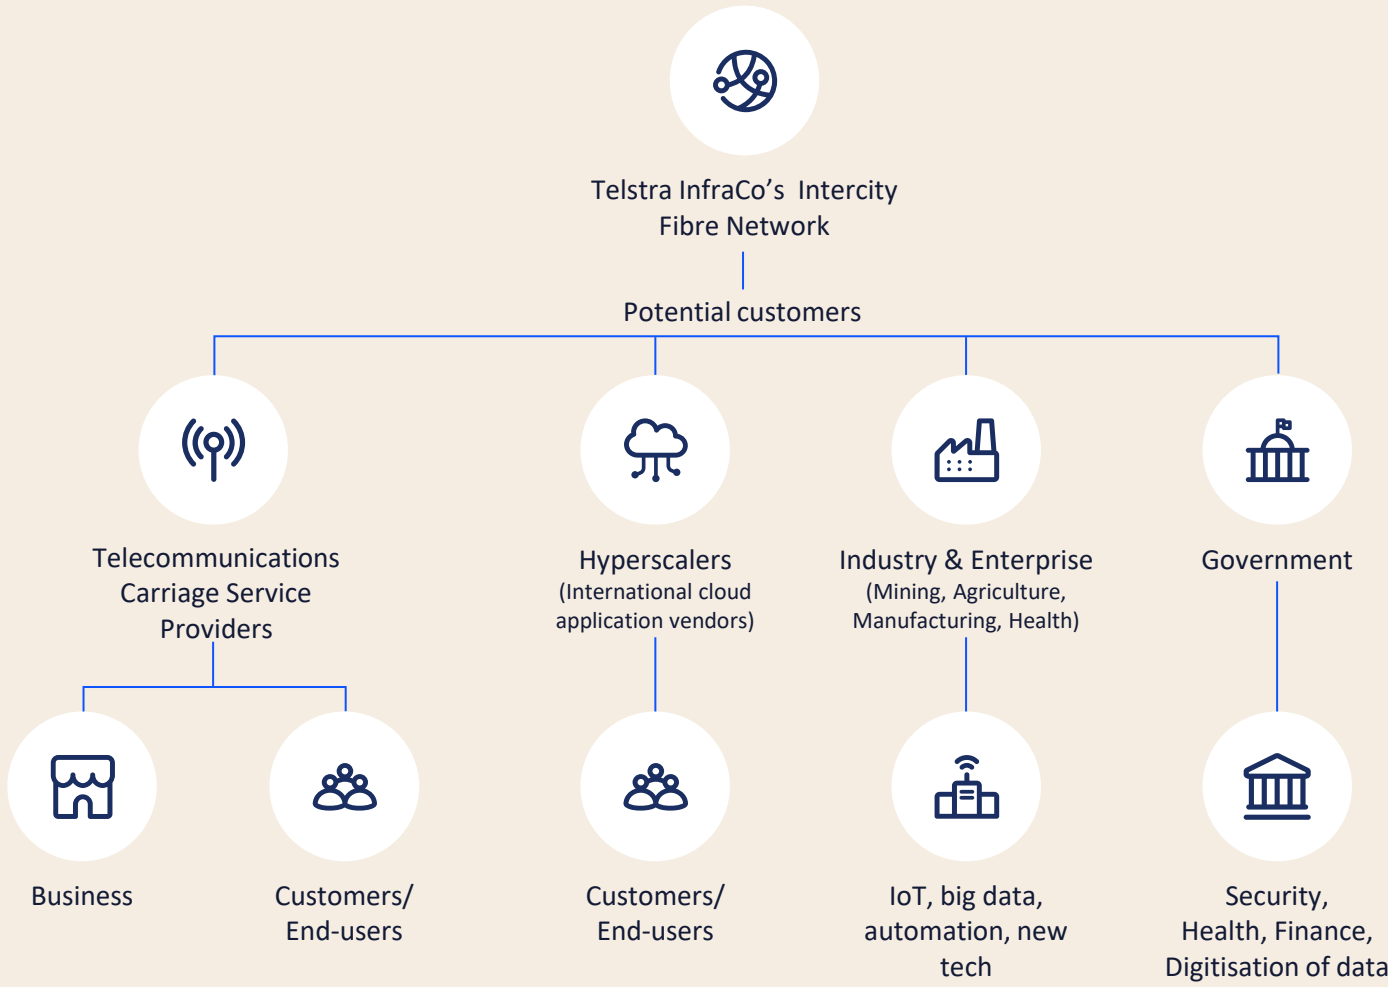 Telstra InfraCo’s  Intercity
Fibre Network
Potential customers
Telecommunications
Carriage Service
Providers
Hyperscalers
(International cloud
application vendors)
Industry & Enterprise
(Mining, Agriculture,
Manufacturing, Health)
Government
Business
Customers/
End-users
Customers/
End-users
IoT, big data,
automation, new
tech
Security,
Health, Finance,
Digitisation of data